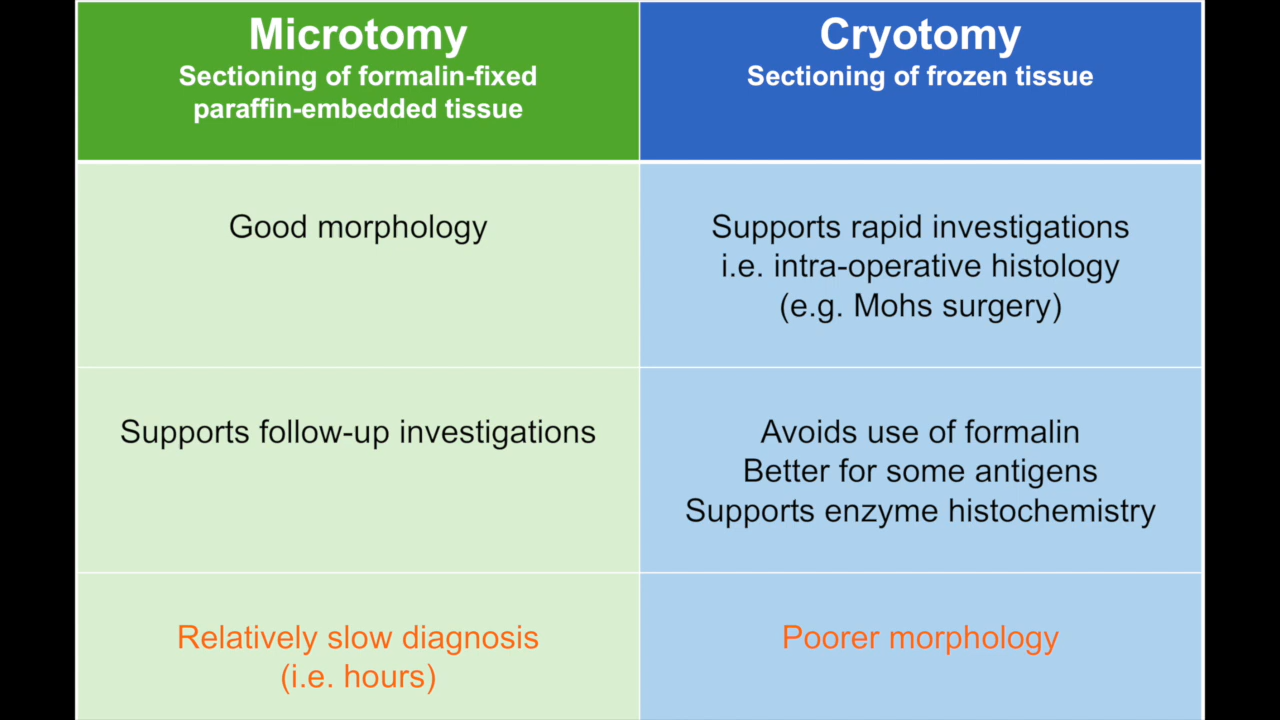 Microtomy
Sectioning of formalin-fixed
paraffin-embedded tissue
Cryotomy
Sectioning of frozen tissue
Good morphology
Supports rapid investigations
i.e. intra-operative histology
(e.g. Mohs surgery)
Supports follow-up investigations
Avoids use of formalin
Better for some antigens
Supports enzyme histochemistry
Relatively slow diagnosis
(i.e. hours)
Poorer morphology